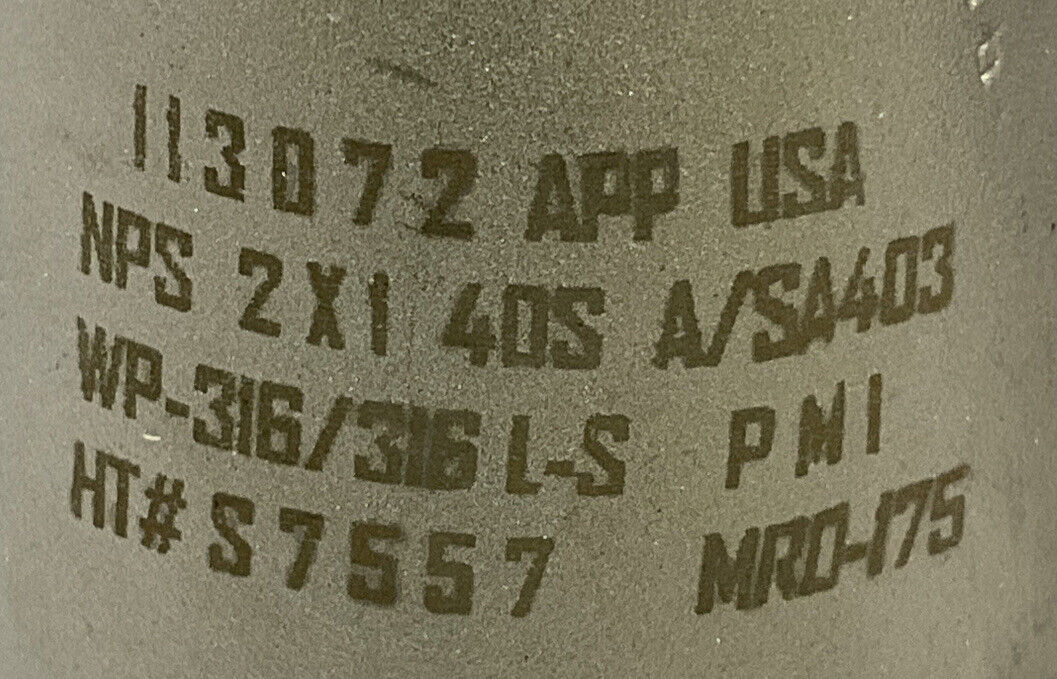 113072 APP USA
NPS 2X1 40S A/SA403
WP-316/316L-S PMI
HT# S7557 MRO-175